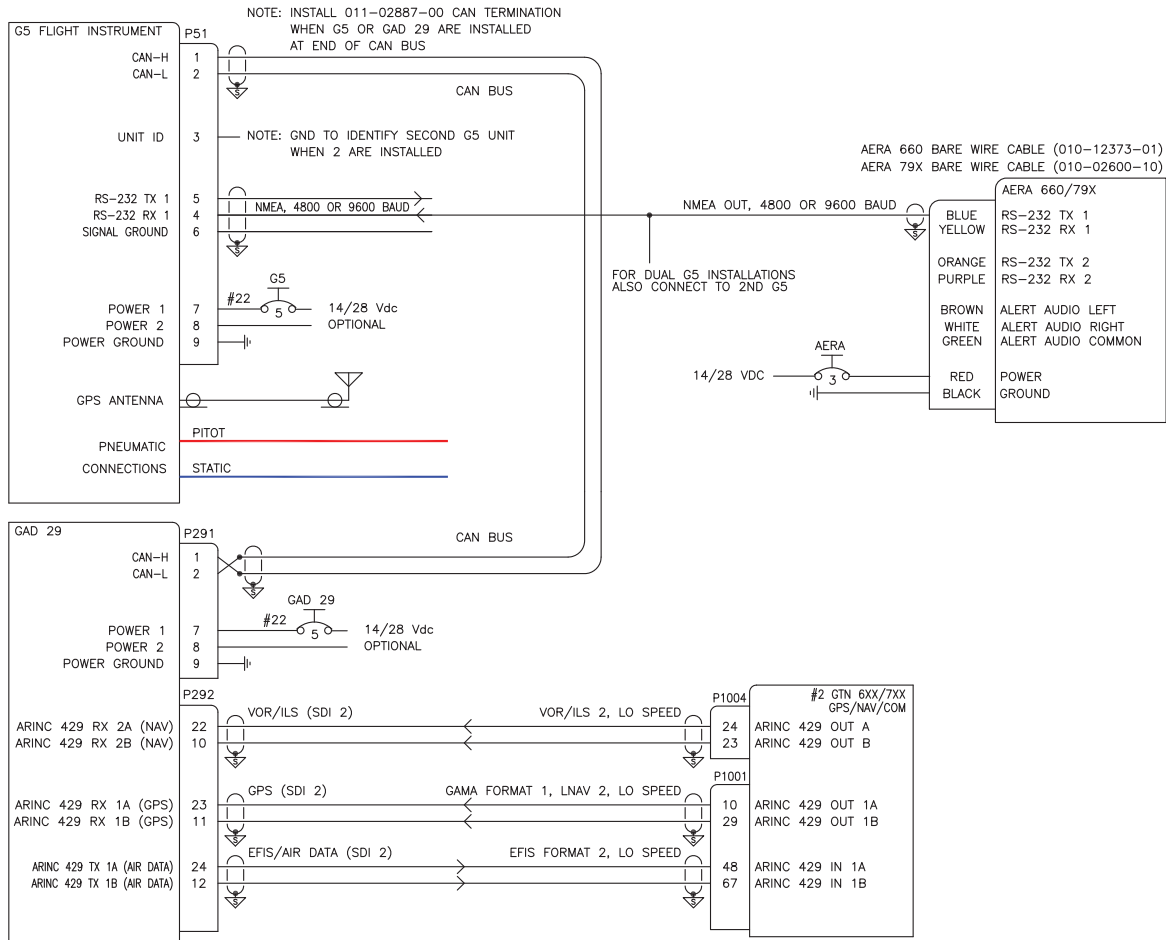 NOTE: INSTALL 011-02887-00 CAN TERMINATION
WHEN G5 OR GAD 29 ARE INSTALLED
AT END OF CAN BUS
G5 FLIGHT INSTRUMENT
P51
CAN-H 1
CAN-L 2
S
CAN BUS
UNIT ID 3
NOTE: GND TO IDENTIFY SECOND G5 UNIT
WHEN 2 ARE INSTALLED
RS-232 TX 1 5
RS-232 RX 1 4
SIGNAL GROUND 6
NMEA, 4800 OR 9600 BAUD
S
POWER 1 7
POWER 2 8
POWER GROUND 9
#22
G5
5
14/28 Vdc
OPTIONAL
GPS ANTENNA
PNEUMATIC
CONNECTIONS
PITOT
STATIC
AERA 660 BARE WIRE CABLE (010-12373-01)
AERA 79X BARE WIRE CABLE (010-02600-10)
AERA 660/79X
NMEA OUT, 4800 OR 9600 BAUD
S
BLUE RS-232 TX 1
YELLOW RS-232 RX 1
ORANGE RS-232 TX 2
PURPLE RS-232 RX 2
BROWN ALERT AUDIO LEFT
WHITE ALERT AUDIO RIGHT
GREEN ALERT AUDIO COMMON
RED POWER
BLACK GROUND
FOR DUAL G5 INSTALLATIONS
ALSO CONNECT TO 2ND G5
AERA
14/28 VDC
3
GAD 29
P291
CAN-H 1
CAN-L 2
S
CAN BUS
POWER 1 7
POWER 2 8
POWER GROUND 9
#22
GAD 29
5
14/28 Vdc
OPTIONAL
P292
ARINC 429 RX 2A (NAV) 22
ARINC 429 RX 2B (NAV) 10
S
VOR/ILS (SDI 2)
VOR/ILS 2, LO SPEED
S
P1004
#2 GTN 6XX/7XX
GPS/NAV/COM
24 ARINC 429 OUT A
23 ARINC 429 OUT B
P1001
ARINC 429 RX 1A (GPS) 23
ARINC 429 RX 1B (GPS) 11
S
GPS (SDI 2)
GAMA FORMAT 1, LNAV 2, LO SPEED
S
10 ARINC 429 OUT 1A
29 ARINC 429 OUT 1B
ARINC 429 TX 1A (AIR DATA) 24
ARINC 429 TX 1B (AIR DATA) 12
S
EFIS/AIR DATA (SDI 2)
EFIS FORMAT 2, LO SPEED
S
48 ARINC 429 IN 1A
67 ARINC 429 IN 1B